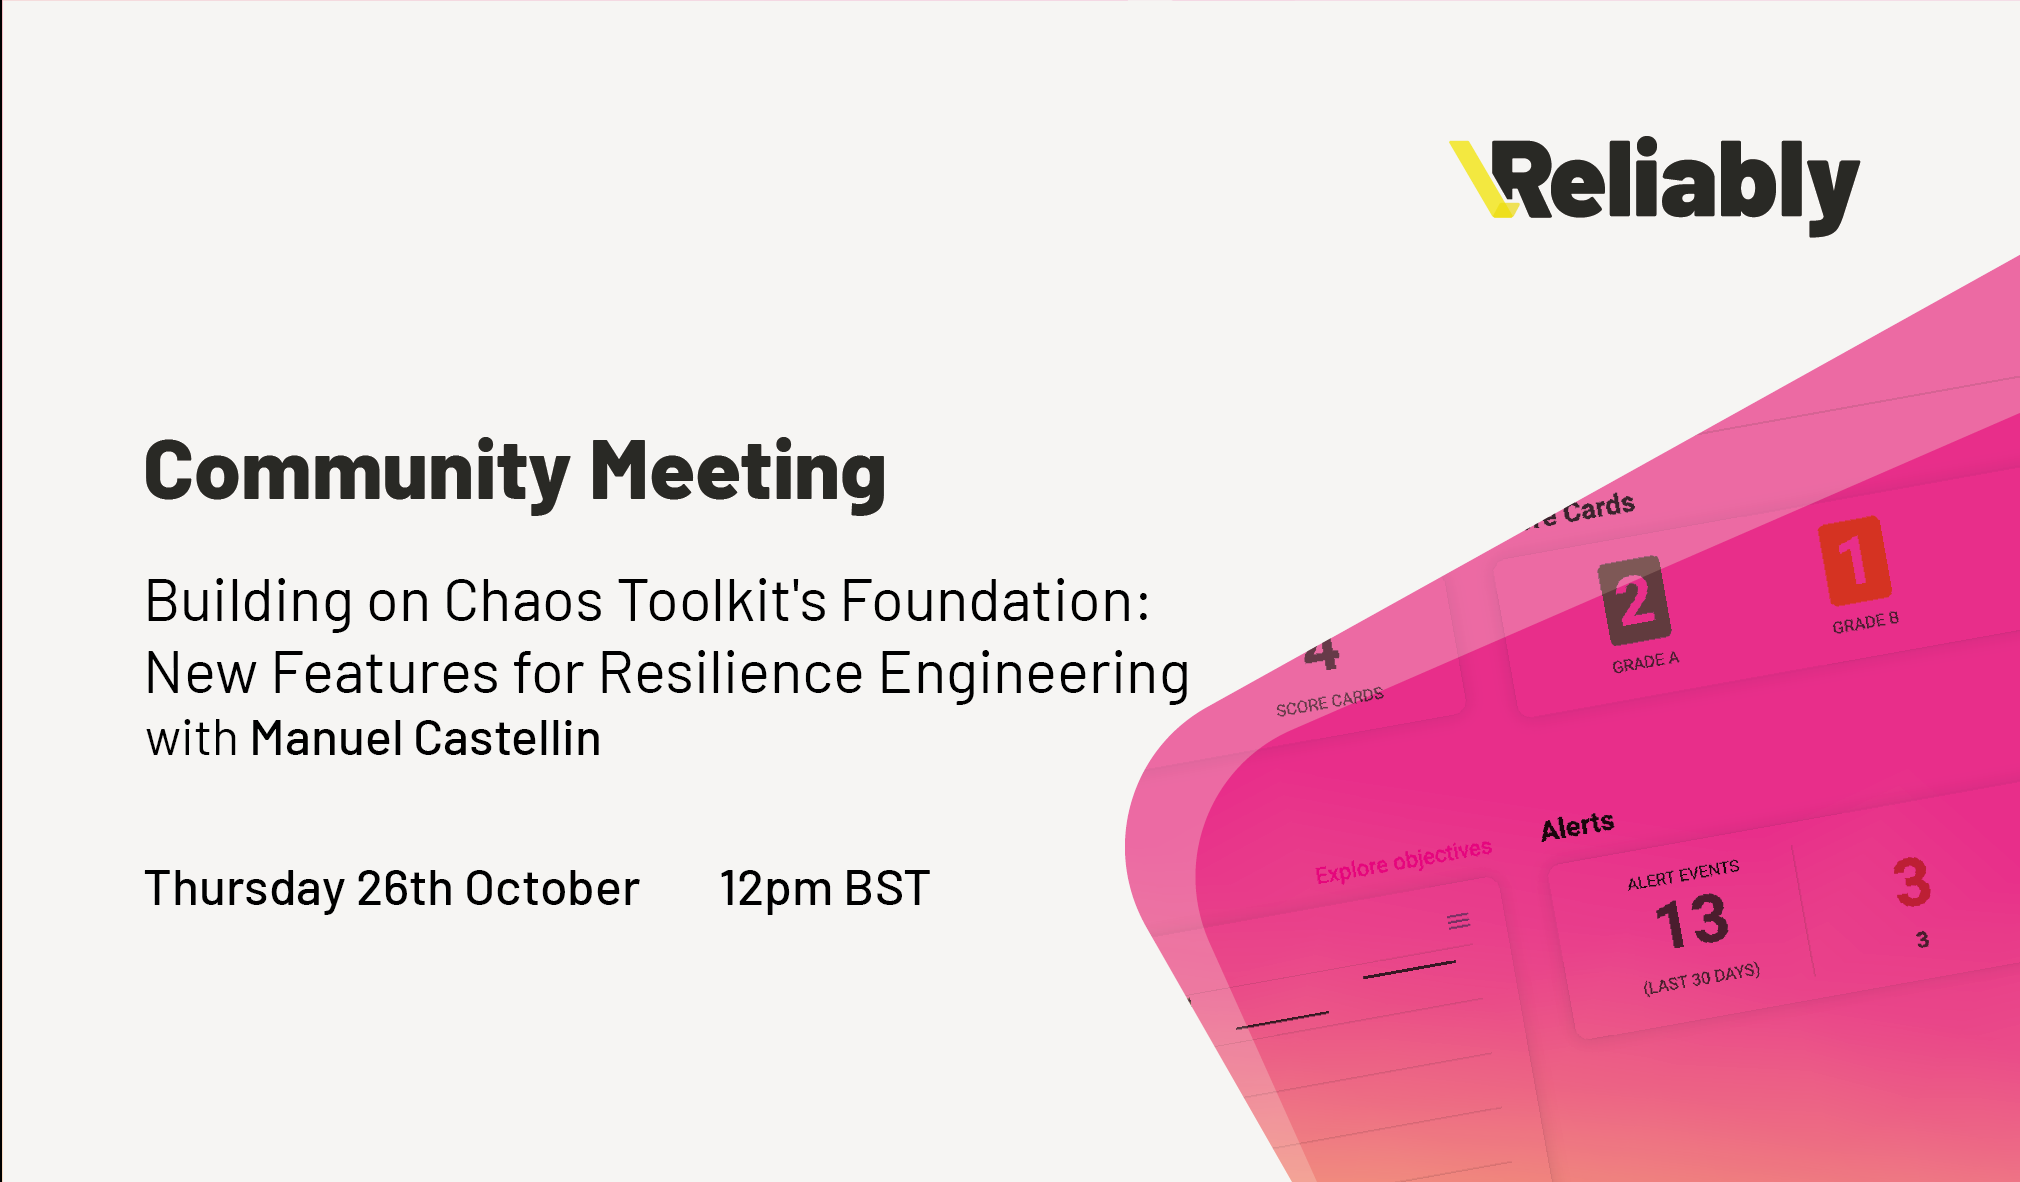 Reliably
Community Meeting
Building on Chaos Toolkit's Foundation:
New Features for Resilience Engineering
with Manuel Castellin
Thursday 26th October 12pm BST
Cards
4
SCORE CARDS
2
GRADE A
1
GRADE B
Explore objectives
Alerts
ALERT EVENTS
13
(LAST 30 DAYS)
3
3